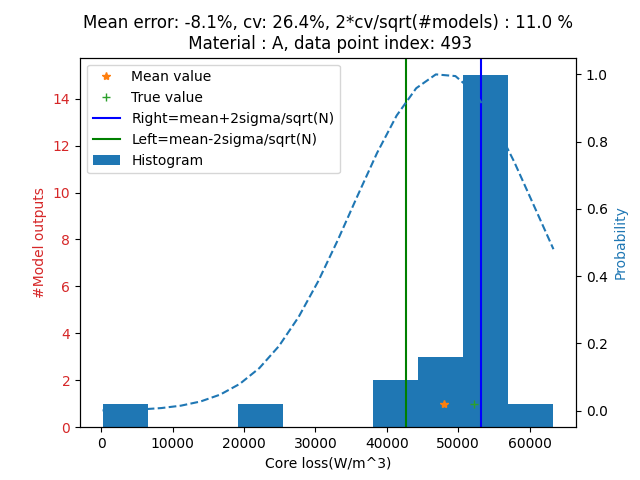 Mean error: -8.1%, cv: 26.4%, 2*cv/sqrt(#models) : 11.0 %
Material : A, data point index: 493
Mean value
True value
Right=mean+2sigma/sqrt(N)
Left=mean-2sigma/sqrt(N)
Histogram
#Model outputs
14
12
10
8
6
4
2
0
1.0
0.8
0.6
0.4
0.2
0.0
Probability
0 10000 20000 30000 40000 50000 60000
Core loss(W/m^3)